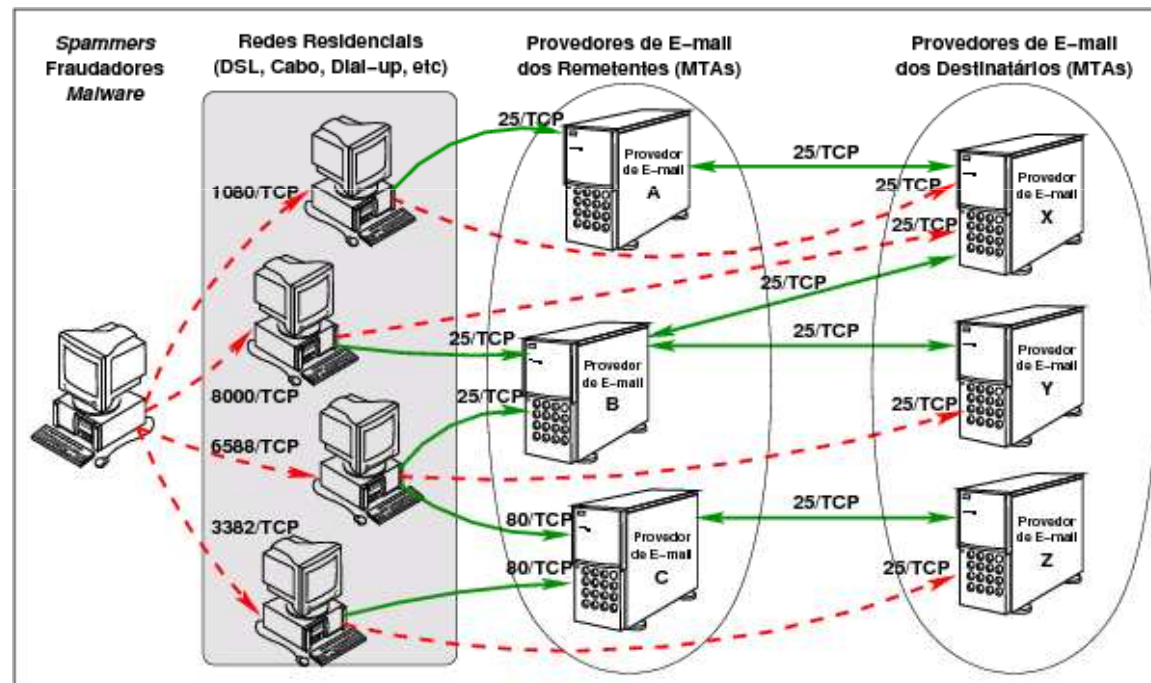 Spammers
Fraudadores
Malware
Redes Residenciais
(DSL, Cabo, Dial-up, etc)
Provedores de E-mail
dos Remetentes (MTAs)
Provedores de E-mail
dos Destinatários (MTAs)
25/TCP
Provedor
de E-mail
A
25/TCP
Provedor
de E-mail
X
1080/TCP
25/TCP
25/TCP
25/TCP
25/TCP
Provedor
de E-mail
B
25/TCP
Provedor
de E-mail
Y
8000/TCP
25/TCP
25/TCP
6588/TCP
3382/TCP
80/TCP
Provedor
de E-mail
C
25/TCP
Provedor
de E-mail
Z
80/TCP
25/TCP